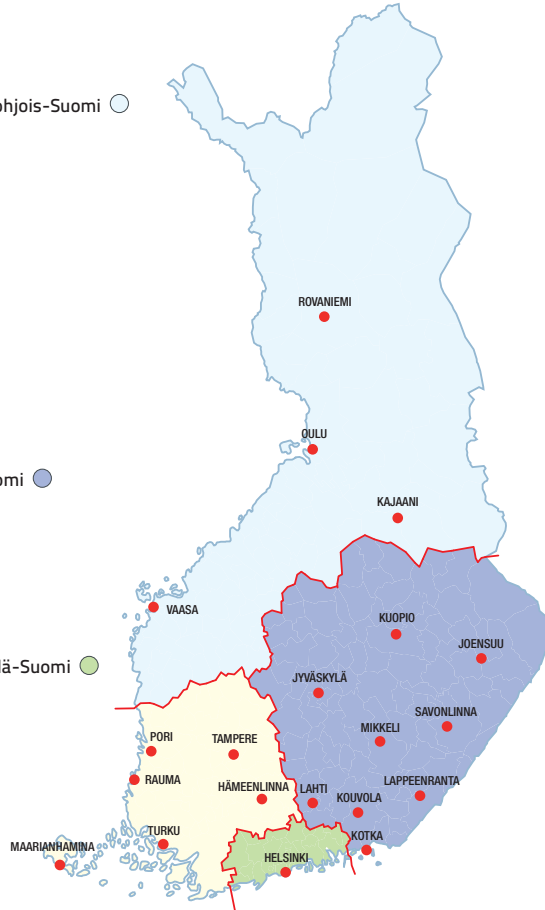 ohjois-Suomi
ROVANIEMI
OULU
omi
KAJAANI
VAASA
KUOPIO
JOENSUU
lä-Suomi
JYVÄSKYLÄ
SAVONLINNA
MIKKELI
PORI
TAMPERE
RAUMA
HÄMEENLINNA
LAHTI
LAPPEENRANTA
KOUVOLA
TURKU
KOTKA
MAARIANHAMINA
HELSINKI